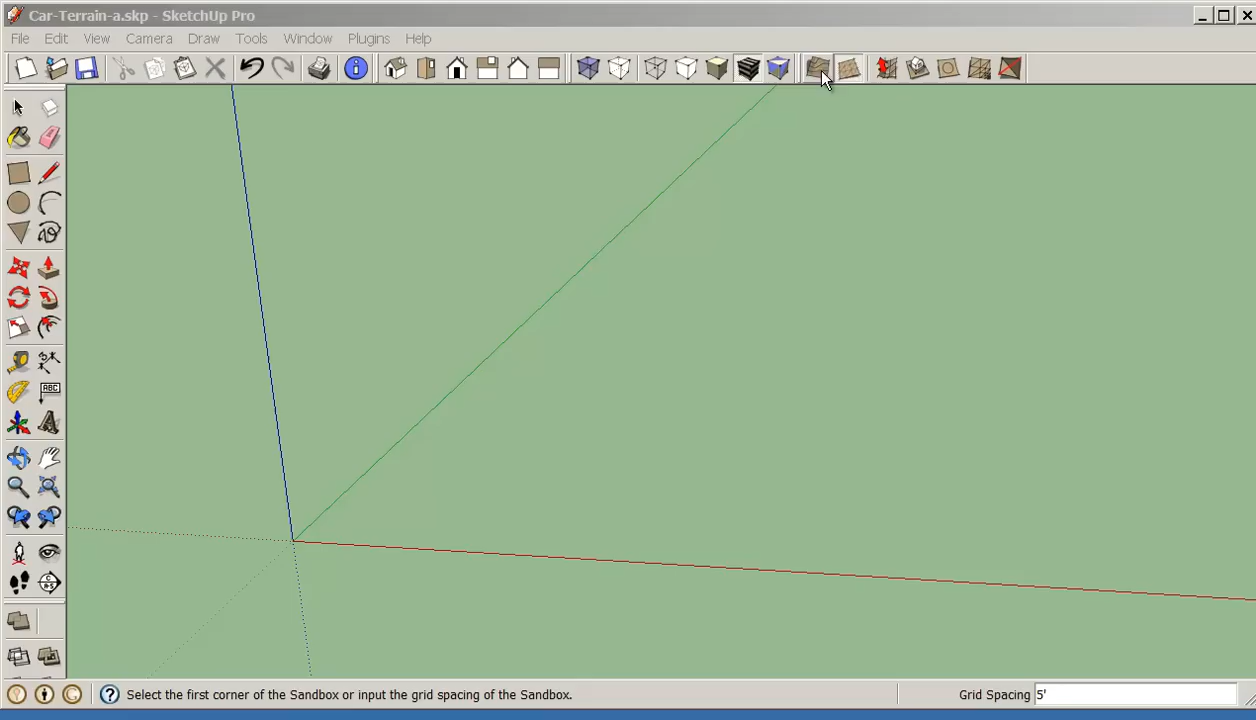 Car-Terrain-a.skp - SketchUp Pro
File Edit View Camera Draw Tools Window Plugins Help
ABC
A
Select the first corner of the Sandbox or input the grid spacing of the Sandbox.
Grid Spacing 5'